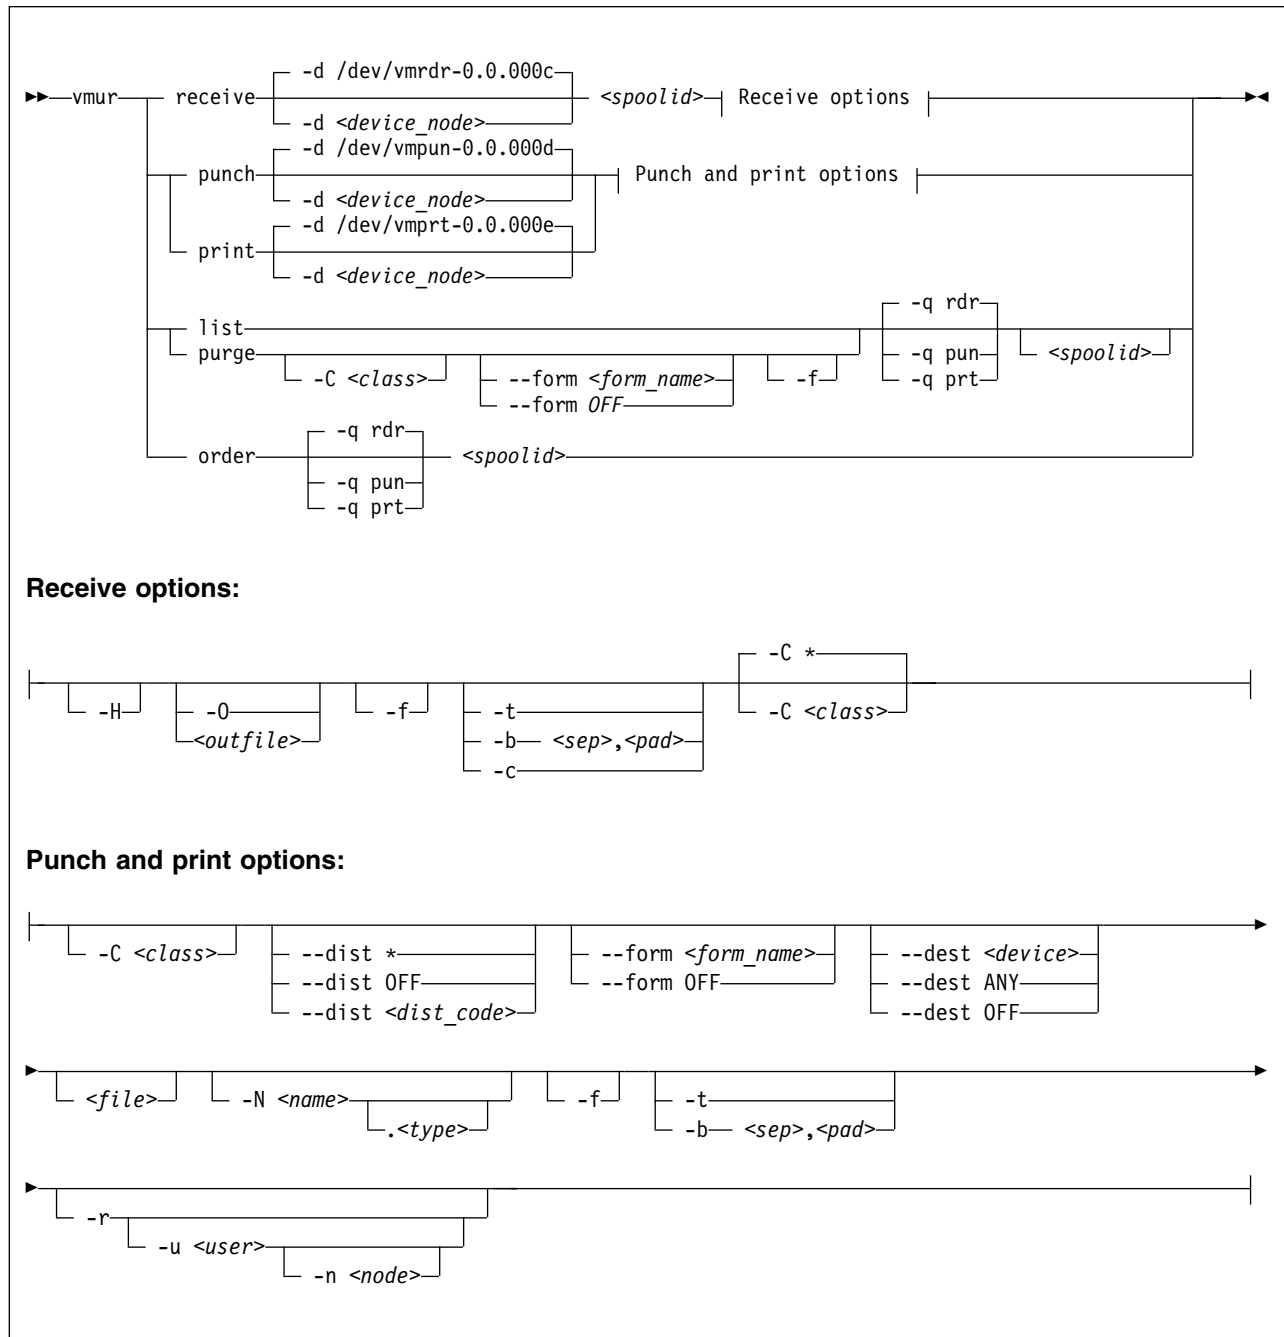 -d /dev/vmrdr-0.0.000c
vmur receive <spoolid> Receive options
-d <device_node>
-d /dev/vmpun-0.0.000d
punch Punch and print options
-d <device_node>
-d /dev/vmprt-0.0.000e
print
-d <device_node>
-q rdr
list
purge -q pun <spoolid>
-C <class> --form <form_name> -f -q prt
--form OFF
-q rdr
order <spoolid>
-q pun
-q prt
Receive options:
-C *
-H -O -f -t -C <class>
<outfile> -b <sep>,<pad>
-c
Punch and print options:
-C <class> --dist * --form <form_name> --dest <device>
--dist OFF --form OFF --dest ANY
--dist <dist_code> --dest OFF
<file> -N <name> -f -t
.<type> -b <sep>,<pad>
-r
-u <user>
-n <node>